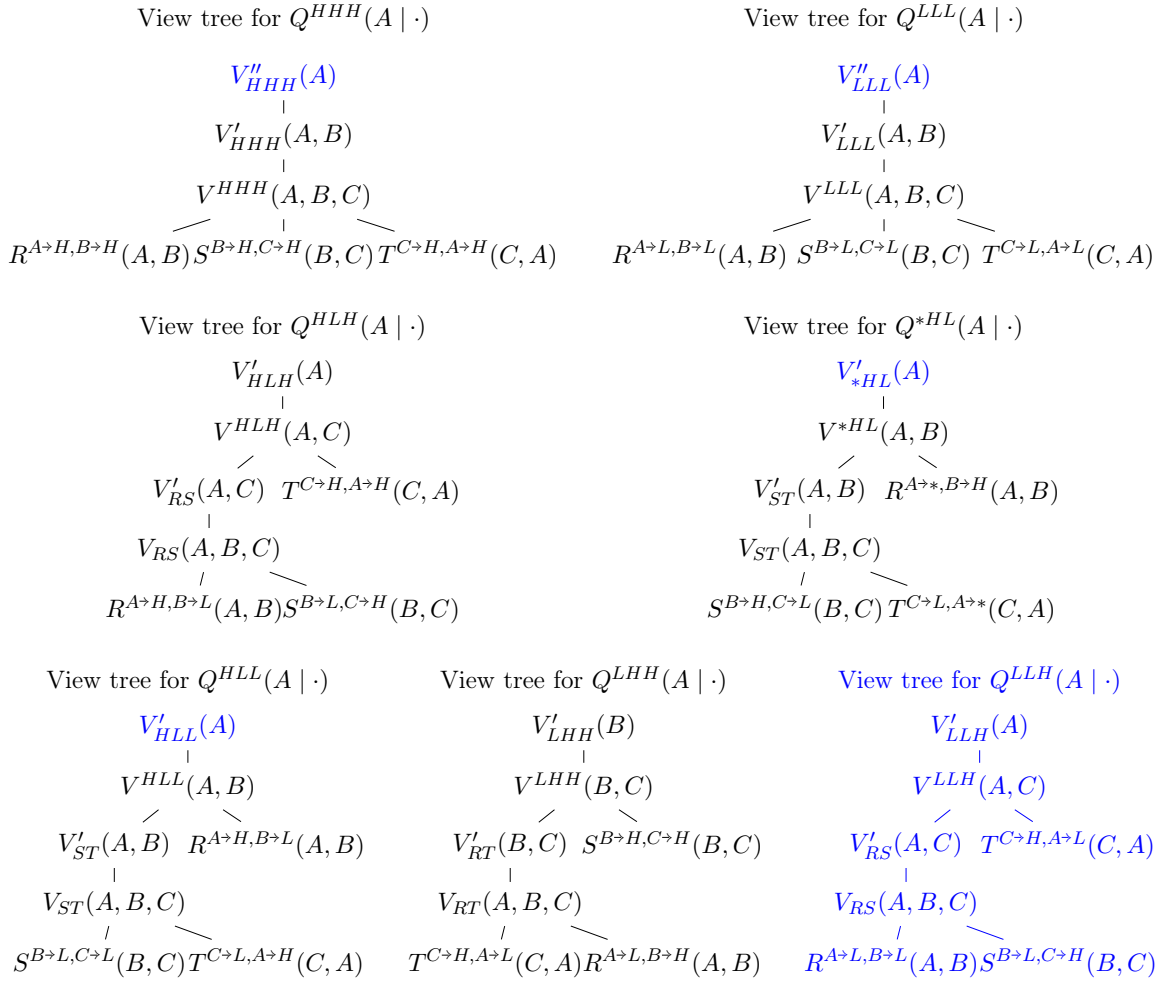 View tree for Q^{HHH}(A | ·) View tree for Q^{LLL}(A | ·)
V''_{HHH}(A) V''_{LLL}(A)
V'_{HHH}(A, B) V'_{LLL}(A, B)
V^{HHH}(A, B, C) V^{LLL}(A, B, C)
R^{A→H,B→H}(A, B) S^{B→H,C→H}(B, C) T^{C→H,A→H}(C, A) R^{A→L,B→L}(A, B) S^{B→L,C→L}(B, C) T^{C→L,A→L}(C, A)
View tree for Q^{HLH}(A | ·) View tree for Q^{*HL}(A | ·)
V'_{HLH}(A) V'_{*HL}(A)
V^{HLH}(A, C) V^{*HL}(A, B)
V'_{RS}(A, C) T^{C→H,A→H}(C, A) V'_{ST}(A, B) R^{A→*,B→H}(A, B)
V_{RS}(A, B, C) V_{ST}(A, B, C)
R^{A→H,B→L}(A, B) S^{B→L,C→H}(B, C) S^{B→H,C→L}(B, C) T^{C→L,A→*}(C, A)
View tree for Q^{HLL}(A | ·) View tree for Q^{LHH}(A | ·) View tree for Q^{LLH}(A | ·)
V'_{HLL}(A) V'_{LHH}(B) V'_{LLH}(A)
V^{HLL}(A, B) V^{LHH}(B, C) V^{LLH}(A, C)
V'_{ST}(A, B) R^{A→H,B→L}(A, B) V'_{RT}(B, C) S^{B→H,C→H}(B, C) V'_{RS}(A, C) T^{C→H,A→L}(C, A)
V_{ST}(A, B, C) V_{RT}(A, B, C) V_{RS}(A, B, C)
S^{B→L,C→L}(B, C) T^{C→L,A→H}(C, A) T^{C→H,A→L}(C, A) R^{A→L,B→H}(A, B) R^{A→L,B→L}(A, B) S^{B→L,C→H}(B, C)